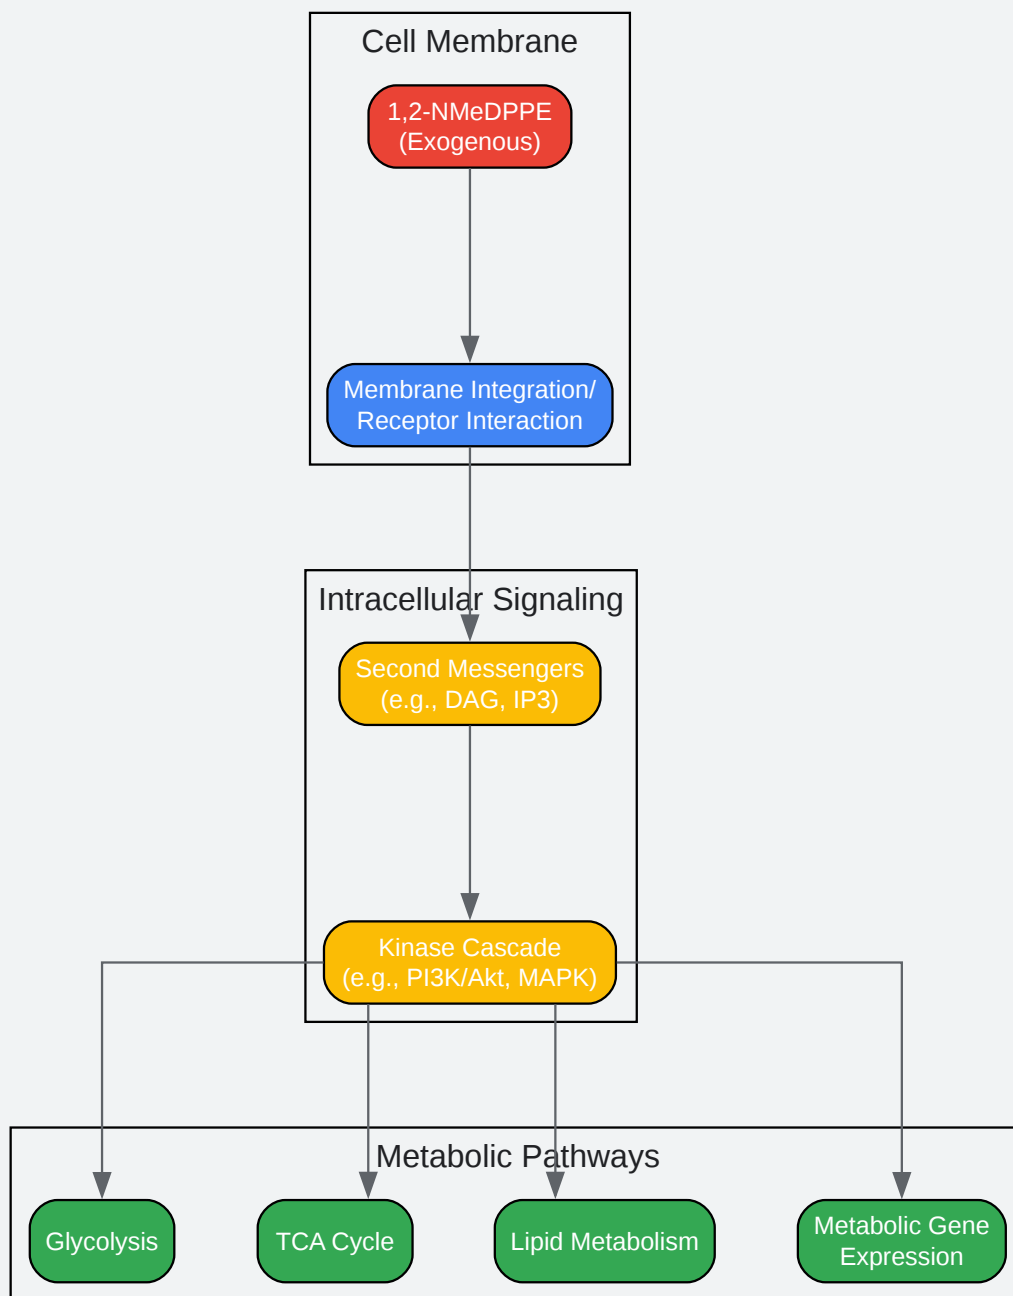 Cell Membrane
1,2-NMeDPPE
(Exogenous)
Membrane Integration/
Receptor Interaction
Intracellular Signaling
Second Messengers
(e.g., DAG, IP3)
Kinase Cascade
(e.g., PI3K/Akt, MAPK)
Metabolic Pathways
Glycolysis
TCA Cycle
Lipid Metabolism
Metabolic Gene
Expression